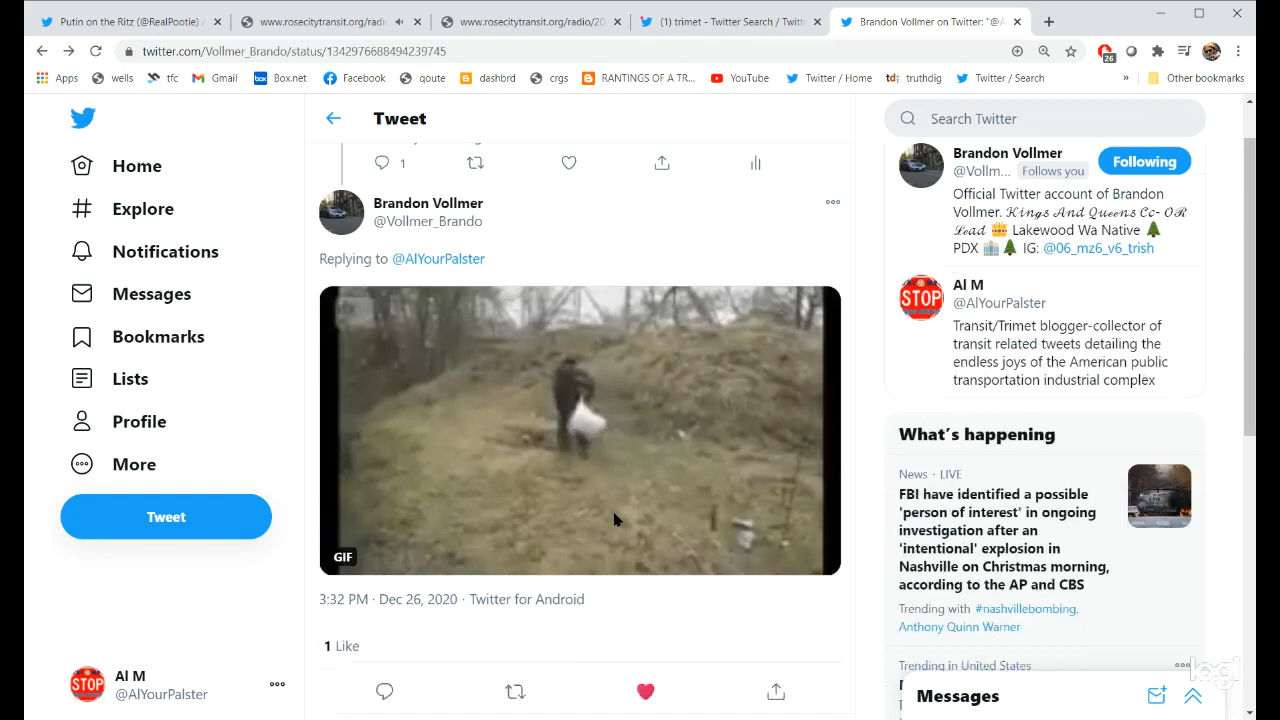 Putin on the Ritz (@RealPootie) /
www.rosecitytransit.org/radio
www.rosecitytransit.org/radio/20
(1) trimet - Twitter Search / Twitte
Brandon Vollmer on Twitter: "@A
twitter.com/Vollmer_Brando/status/1342976688494239745
26
Apps wells tfc Gmail Box.net Facebook qoute dashbrd crgs RANTINGS OF A TR... YouTube Twitter / Home truthdig Twitter / Search » Other bookmarks
Home
Explore
Notifications
Messages
Bookmarks
Lists
Profile
More
Tweet
Al M
@AlYourPalster
Tweet
1
Brandon Vollmer
@Vollmer_Brando
Replying to @AlYourPalster
GIF
3:32 PM · Dec 26, 2020 · Twitter for Android
1 Like
Search Twitter
Brandon Vollmer
@Vollm... Follows you
Following
Official Twitter account of Brandon
Vollmer. 𝒦𝒾𝓃𝑔𝓈 𝒜𝓃𝒹 𝒬𝓊𝑒𝑒𝓃𝓈 𝒞𝒸- 𝒪𝑅
𝐿𝑒𝒶𝒹 👑 Lakewood Wa Native 🌲
PDX 🏙️🌲 IG: @06_mz6_v6_trish
Al M
@AlYourPalster
STOP
Transit/Trimet blogger-collector of
transit related tweets detailing the
endless joys of the American public
transportation industrial complex
What's happening
News · LIVE
FBI have identified a possible
'person of interest' in ongoing
investigation after an
'intentional' explosion in
Nashville on Christmas morning,
according to the AP and CBS
Trending with #nashvillebombing,
Anthony Quinn Warner
Trending in United States
Messages
STOP